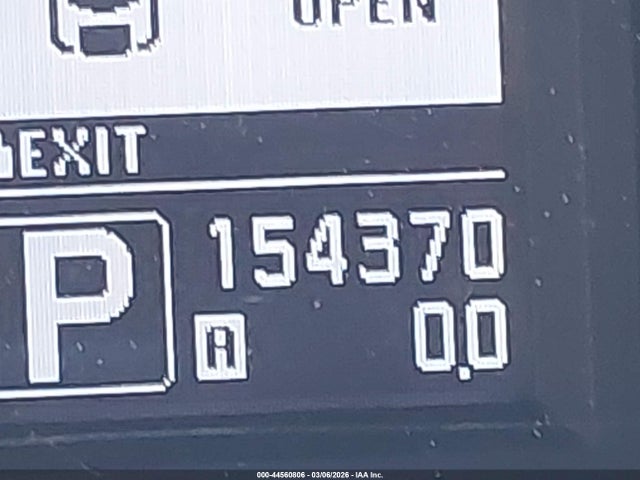 OPEN
EXIT
P
154370
A 0.0
000-44560806 - 03/06/2026 - IAA Inc.